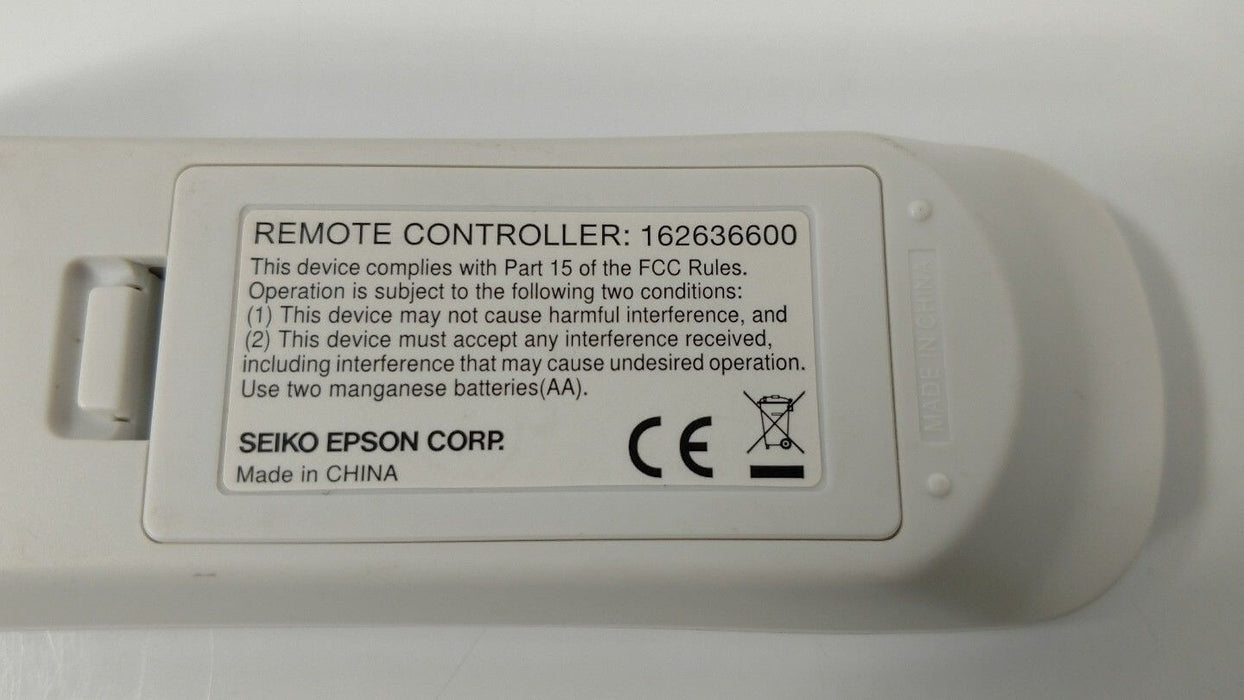 REMOTE CONTROLLER: 162636600
This device complies with Part 15 of the FCC Rules.
Operation is subject to the following two conditions:
(1) This device may not cause harmful interference, and
(2) This device must accept any interference received,
including interference that may cause undesired operation.
Use two manganese batteries(AA).
SEIKO EPSON CORP.
Made in CHINA
CE
MADE IN CHINA